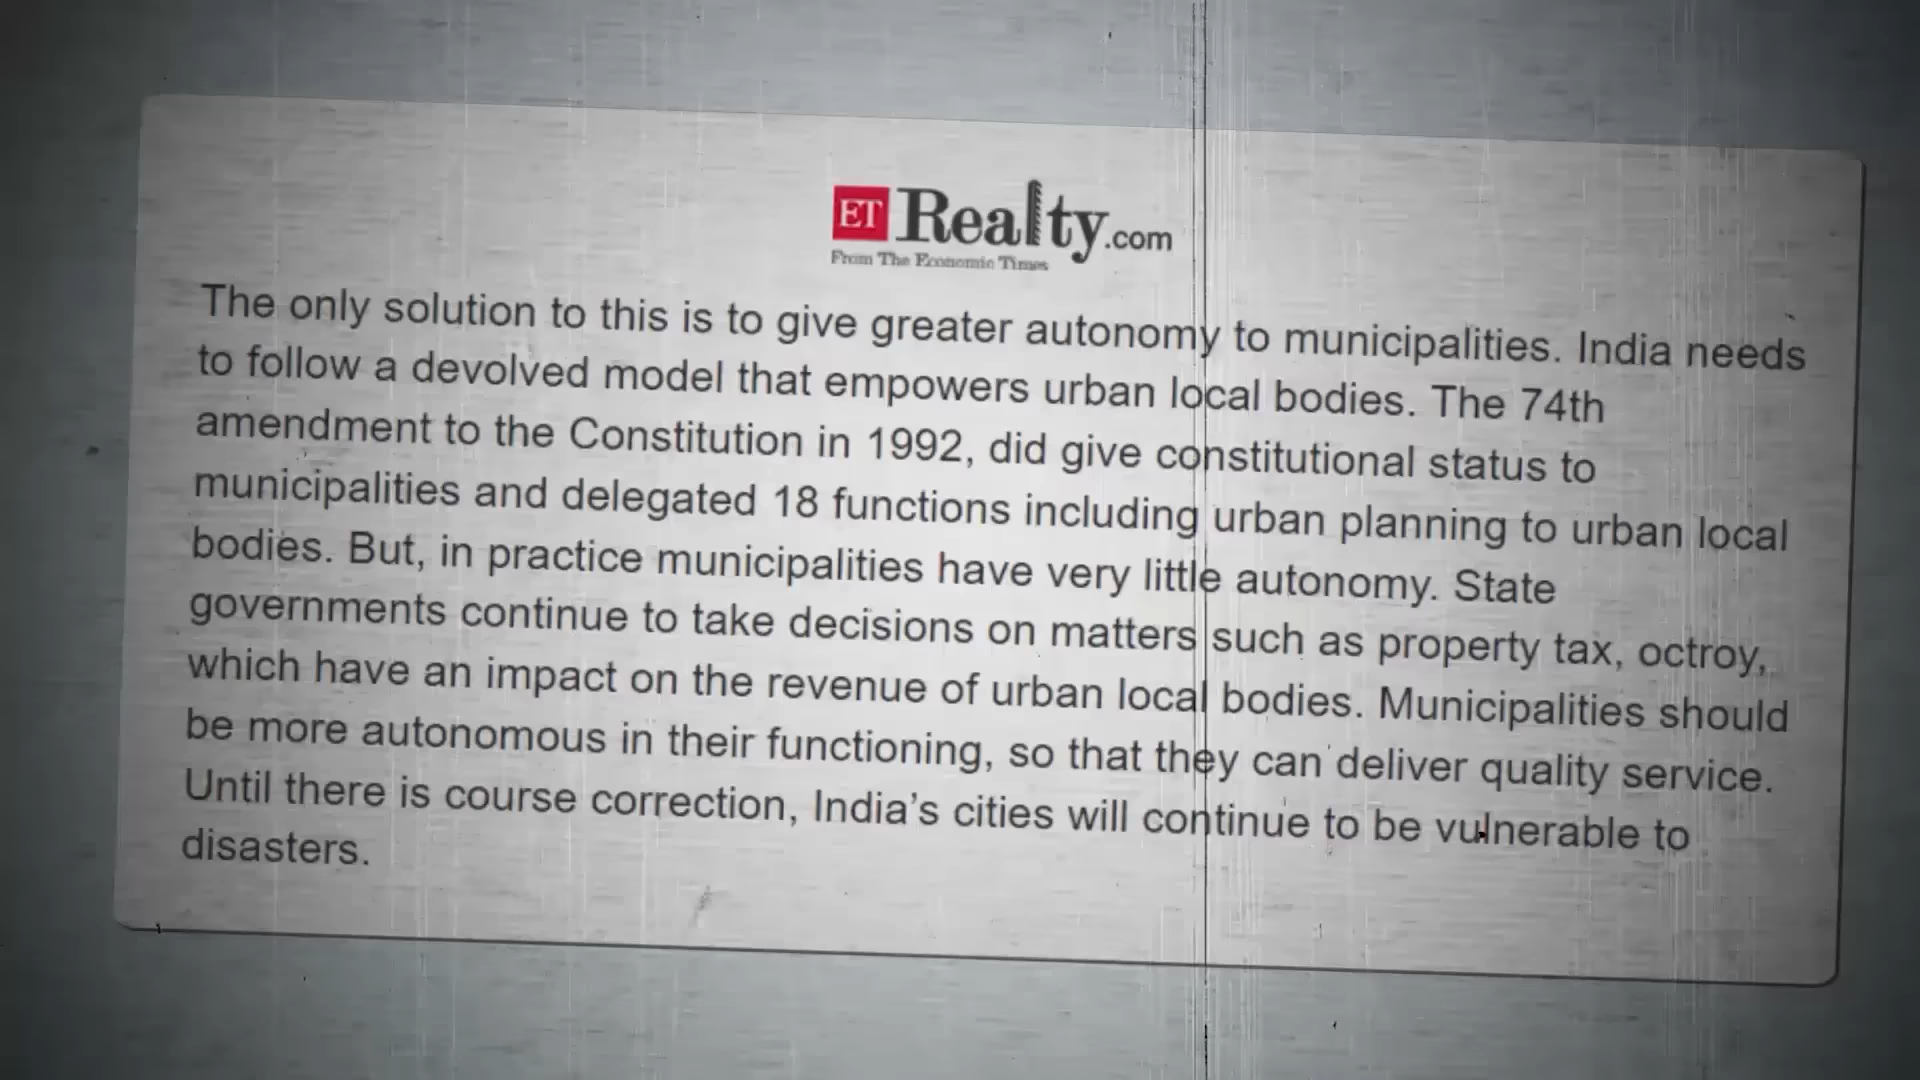 ET Realty.com
From The Economic Times
The only solution to this is to give greater autonomy to municipalities. India needs
to follow a devolved model that empowers urban local bodies. The 74th
amendment to the Constitution in 1992, did give constitutional status to
municipalities and delegated 18 functions including urban planning to urban local
bodies. But, in practice municipalities have very little autonomy. State
governments continue to take decisions on matters such as property tax, octroy,
which have an impact on the revenue of urban local bodies. Municipalities should
be more autonomous in their functioning, so that they can deliver quality service.
Until there is course correction, India’s cities will continue to be vulnerable to
disasters.